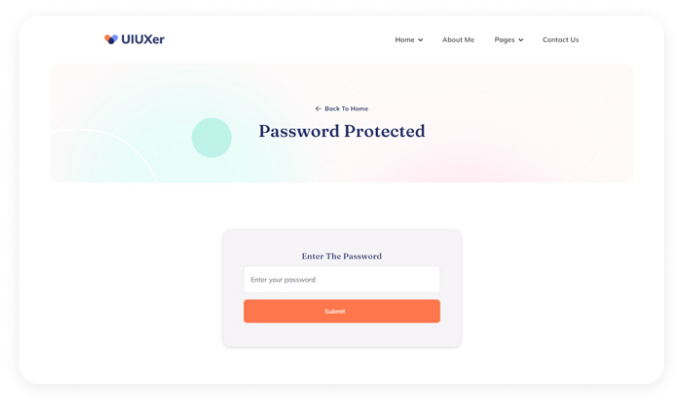 UIUXer Home About Me Pages Contact Us
← Back To Home
Password Protected
Enter The Password
Enter your password
Submit